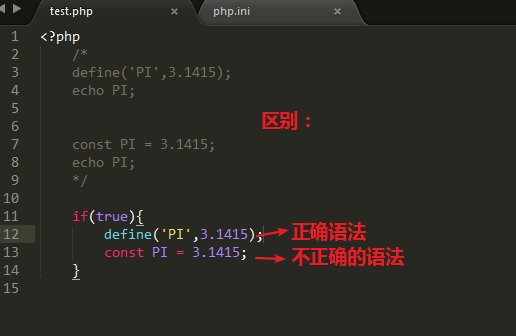 test.php × php.ini ×
1 <?php
2 /*
3 define('PI',3.1415);
4 echo PI;
5
6 区别：
7 const PI = 3.1415;
8 echo PI;
9 */
10
11 if(true){
12 define('PI',3.1415); 正确语法
13 const PI = 3.1415; 不正确的语法
14 }
15